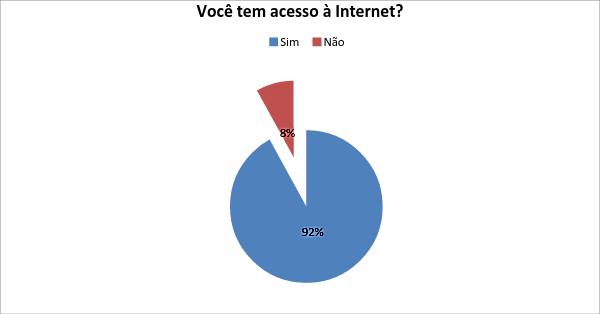 Você tem acesso à Internet?
Sim Não
8%
92%